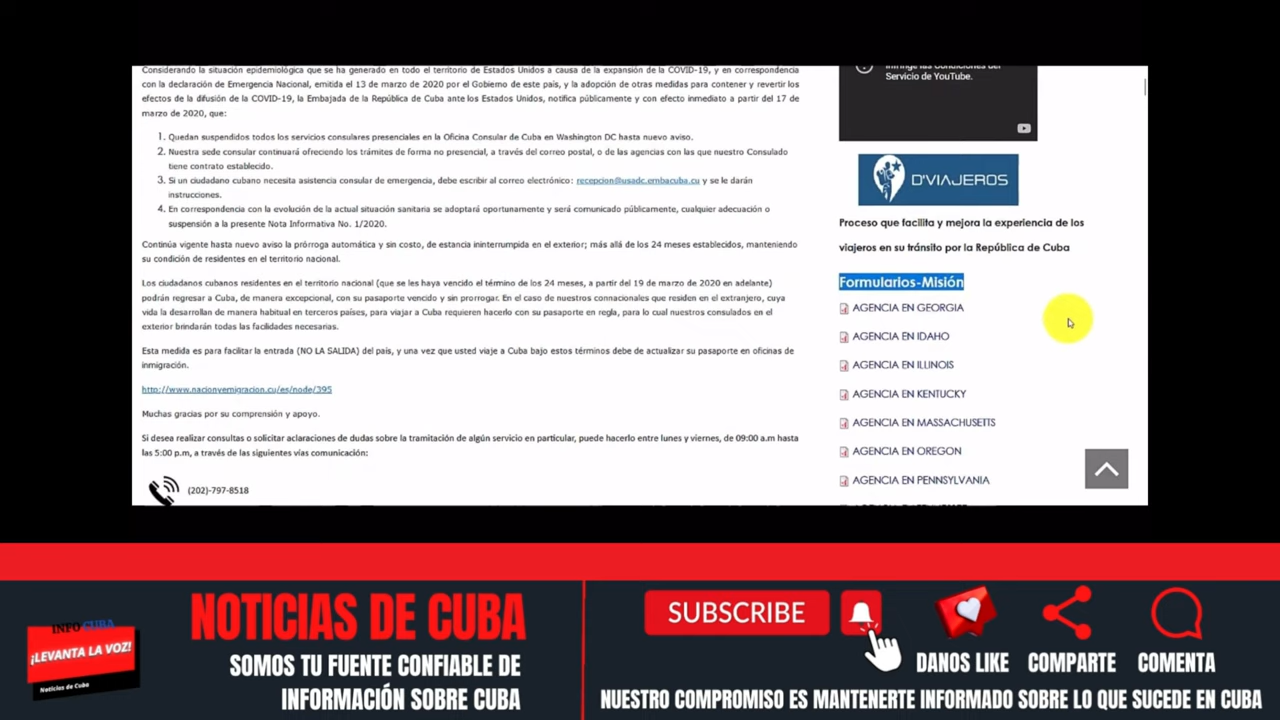 Considerando la situación epidemiológica que se ha generado en todo el territorio de Estados Unidos a causa de la expansión de la COVID-19, y en correspondencia
con la declaración de Emergencia Nacional, emitida el 13 de marzo de 2020 por el Gobierno de este país, y la adopción de otras medidas para contener y revertir los
efectos de la difusión de la COVID-19, la Embajada de la República de Cuba ante los Estados Unidos, notifica públicamente y con efecto inmediato a partir del 17 de
marzo de 2020, que:
1. Quedan suspendidos todos los servicios consulares presenciales en la Oficina Consular de Cuba en Washington DC hasta nuevo aviso.
2. Nuestra sede consular continuará ofreciendo los trámites de forma no presencial, a través del correo postal, o de las agencias con las que nuestro Consulado
tiene contrato establecido.
3. Si un ciudadano cubano necesita asistencia consular de emergencia, debe escribir al correo electrónico: recepcion@usadc.embacuba.cu y se le darán
instrucciones.
4. En correspondencia con la evolución de la actual situación sanitaria se adoptará oportunamente y será comunicado públicamente, cualquier adecuación o
suspensión a la presente Nota Informativa No. 1/2020.
Continúa vigente hasta nuevo aviso la prórroga automática y sin costo, de estancia ininterrumpida en el exterior; más allá de los 24 meses establecidos, manteniendo
su condición de residentes en el territorio nacional.
Los ciudadanos cubanos residentes en el territorio nacional (que se les haya vencido el término de los 24 meses, a partir del 19 de marzo de 2020 en adelante)
podrán regresar a Cuba, de manera excepcional, con su pasaporte vencido y sin prorrogar. En el caso de nuestros connacionales que residen en el extranjero, cuya
vida la desarrollan de manera habitual en terceros países, para viajar a Cuba requieren hacerlo con su pasaporte en regla, para lo cual nuestros consulados en el
exterior brindarán todas las facilidades necesarias.
Esta medida es para facilitar la entrada (NO LA SALIDA) del país, y una vez que usted viaje a Cuba bajo estos términos debe de actualizar su pasaporte en oficinas de
inmigración.
http://www.nacionyemigracion.cu/es/node/395
Muchas gracias por su comprensión y apoyo.
Si desea realizar consultas o solicitar aclaraciones de dudas sobre la tramitación de algún servicio en particular, puede hacerlo entre lunes y viernes, de 09:00 a.m hasta
las 5:00 p.m, a través de las siguientes vías comunicación:
(202)-797-8518
Servicio de YouTube.
D'VIAJEROS
Proceso que facilita y mejora la experiencia de los
viajeros en su tránsito por la República de Cuba
Formularios-Misión
AGENCIA EN GEORGIA
AGENCIA EN IDAHO
AGENCIA EN ILLINOIS
AGENCIA EN KENTUCKY
AGENCIA EN MASSACHUSETTS
AGENCIA EN OREGON
AGENCIA EN PENNSYLVANIA
INFO CUBA
¡LEVANTA LA VOZ!
Noticias de Cuba
NOTICIAS DE CUBA
SOMOS TU FUENTE CONFIABLE DE
INFORMACIÓN SOBRE CUBA
SUBSCRIBE
DANOS LIKE
COMPARTE
COMENTA
NUESTRO COMPROMISO ES MANTENERTE INFORMADO SOBRE LO QUE SUCEDE EN CUBA